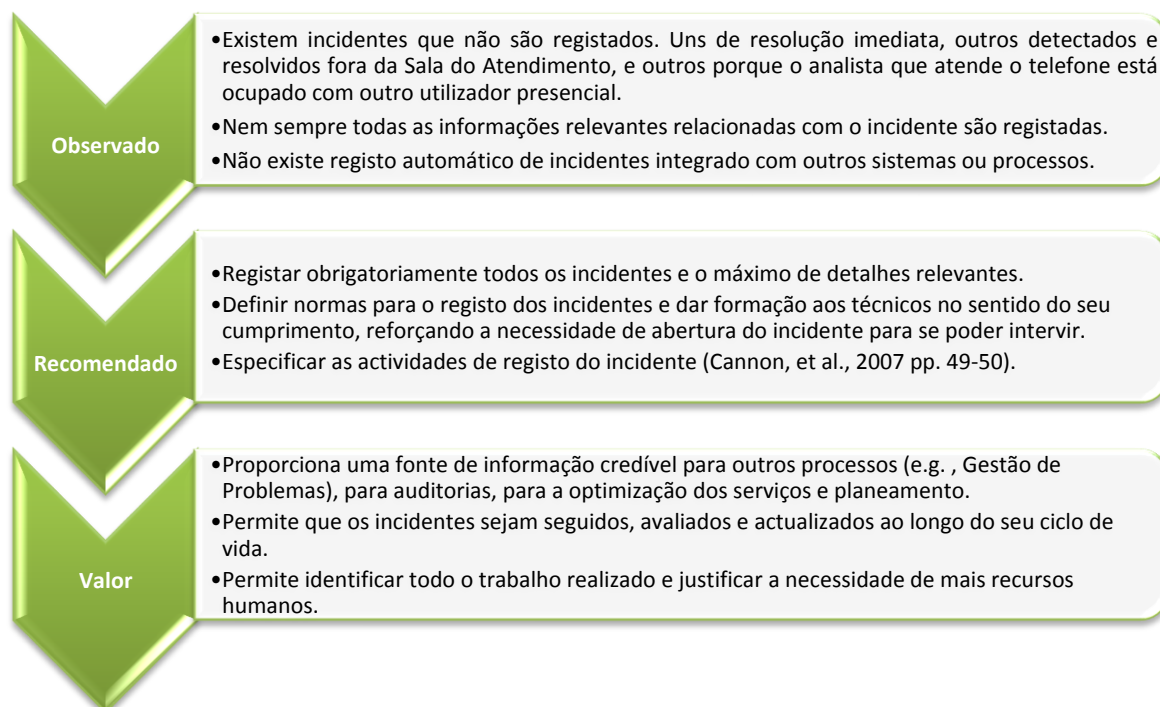 •Existem incidentes que não são registados. Uns de resolução imediata, outros detectados e
resolvidos fora da Sala do Atendimento, e outros porque o analista que atende o telefone está
ocupado com outro utilizador presencial.
•Nem sempre todas as informações relevantes relacionadas com o incidente são registadas.
•Não existe registo automático de incidentes integrado com outros sistemas ou processos.
Observado
•Registar obrigatoriamente todos os incidentes e o máximo de detalhes relevantes.
•Definir normas para o registo dos incidentes e dar formação aos técnicos no sentido do seu
cumprimento, reforçando a necessidade de abertura do incidente para se poder intervir.
•Especificar as actividades de registo do incidente (Cannon, et al., 2007 pp. 49-50).
Recomendado
•Proporciona uma fonte de informação credível para outros processos (e.g. , Gestão de
Problemas), para auditorias, para a optimização dos serviços e planeamento.
•Permite que os incidentes sejam seguidos, avaliados e actualizados ao longo do seu ciclo de
vida.
•Permite identificar todo o trabalho realizado e justificar a necessidade de mais recursos
humanos.
Valor